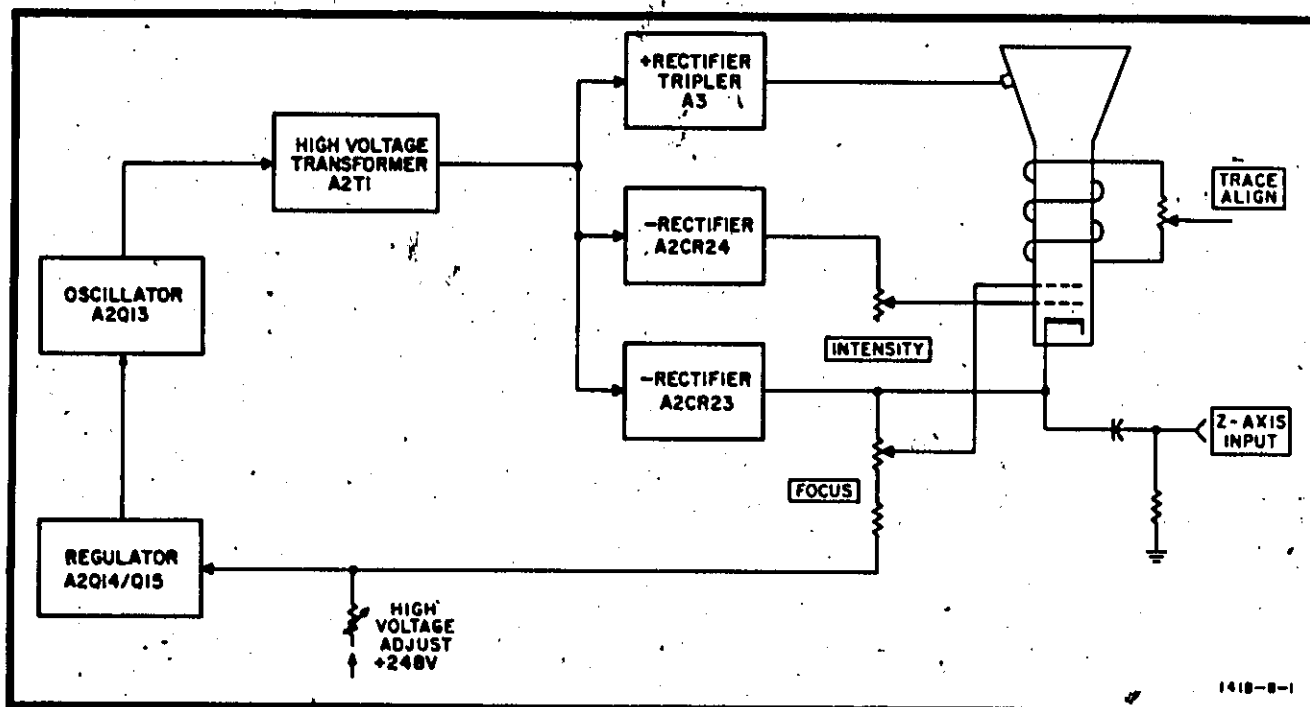 +RECTIFIER
TRIPLER
A3
HIGH VOLTAGE
TRANSFORMER
A2T1
TRACE
ALIGN
-RECTIFIER
A2CR24
OSCILLATOR
A2Q13
INTENSITY
-RECTIFIER
A2CR23
Z-AXIS
INPUT
FOCUS
REGULATOR
A2Q14/Q15
HIGH
VOLTAGE
ADJUST
+248V
141B-8-1